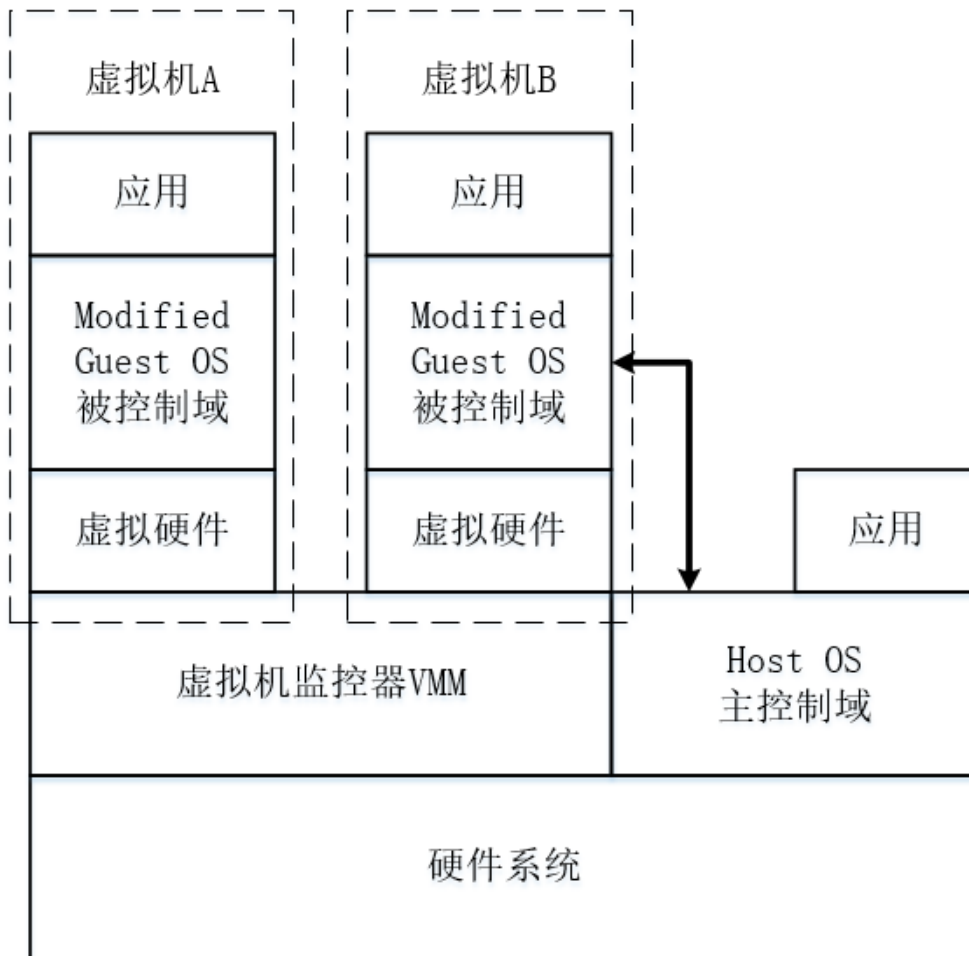 虚拟机A
虚拟机B
应用
应用
Modified
Guest OS
被控制域
Modified
Guest OS
被控制域
虚拟硬件
虚拟硬件
应用
虚拟机监控器VMM
Host OS
主控制域
硬件系统